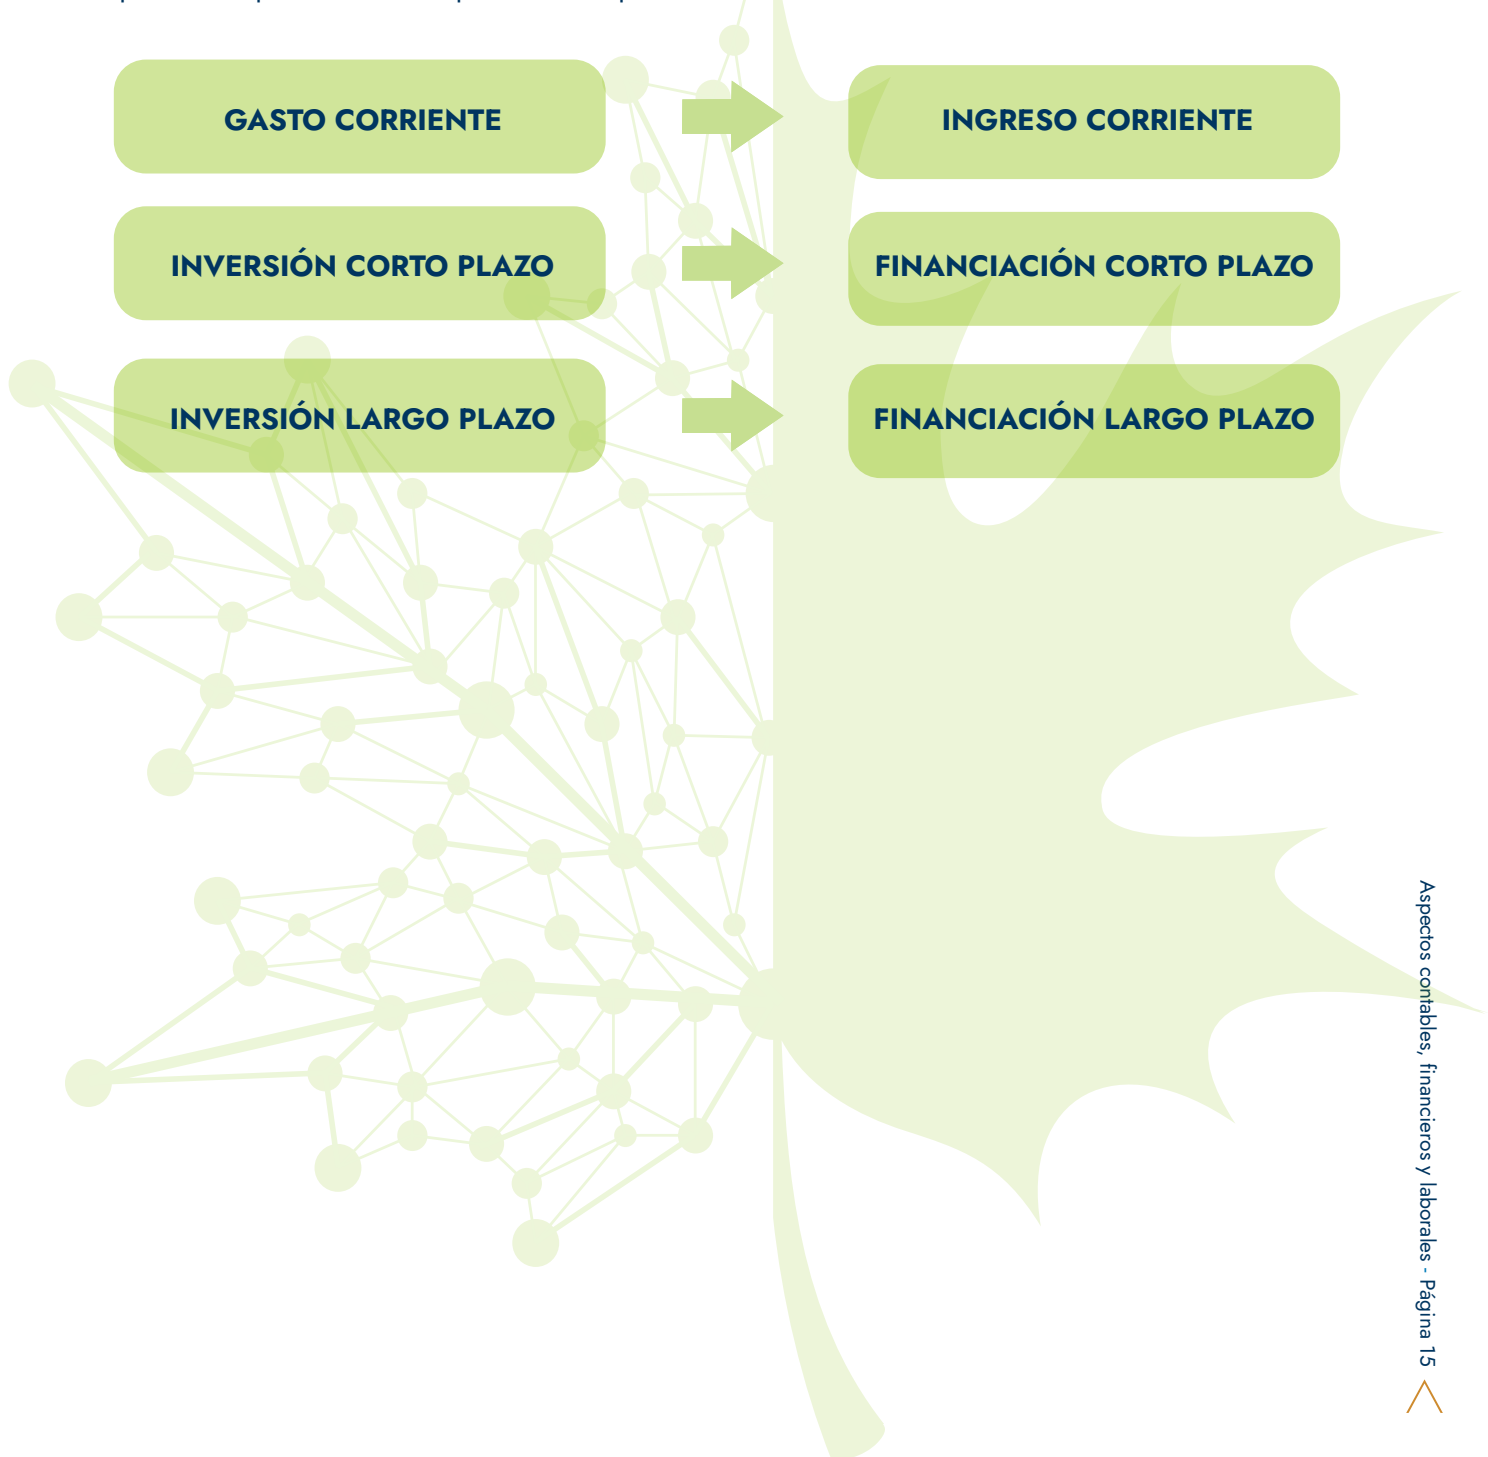 GASTO CORRIENTE
INGRESO CORRIENTE
INVERSIÓN CORTO PLAZO
FINANCIACIÓN CORTO PLAZO
INVERSIÓN LARGO PLAZO
FINANCIACIÓN LARGO PLAZO
Aspectos contables, financieros y laborales - Página 15